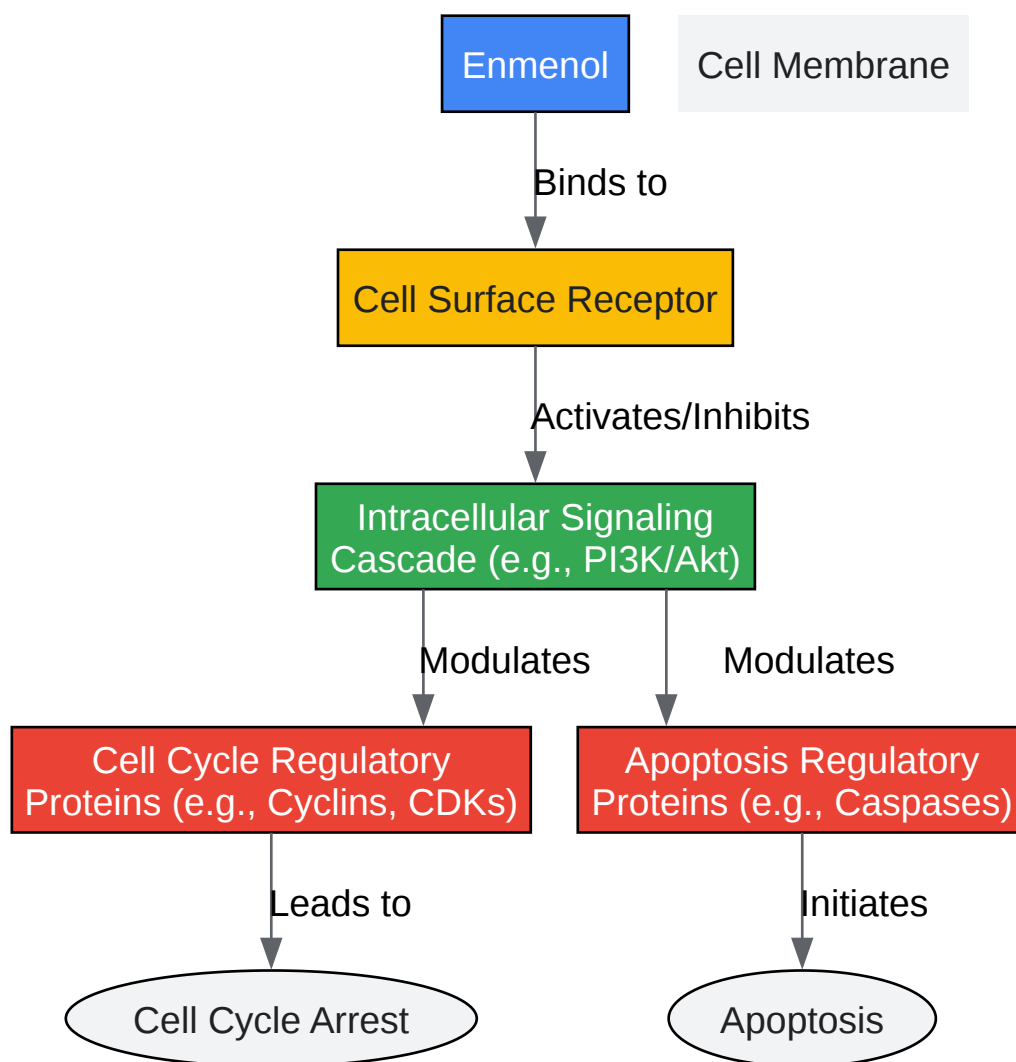 Enmenol
Cell Membrane
Binds to
Cell Surface Receptor
Activates/Inhibits
Intracellular Signaling
Cascade (e.g., PI3K/Akt)
Modulates
Modulates
Cell Cycle Regulatory
Proteins (e.g., Cyclins, CDKs)
Apoptosis Regulatory
Proteins (e.g., Caspases)
Leads to
Initiates
Cell Cycle Arrest
Apoptosis